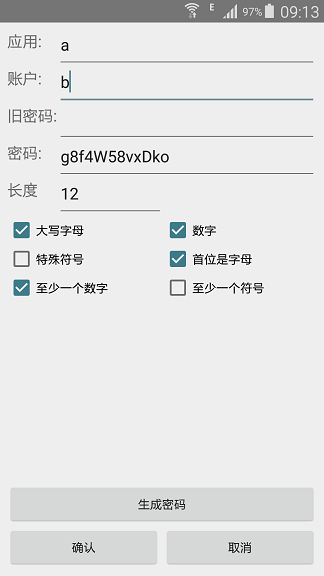 E 97% 09:13
应用: a
账户: b
旧密码:
密码: g8f4W58vxDko
长度 12
大写字母 数字
特殊符号 首位是字母
至少一个数字 至少一个符号
生成密码
确认 取消